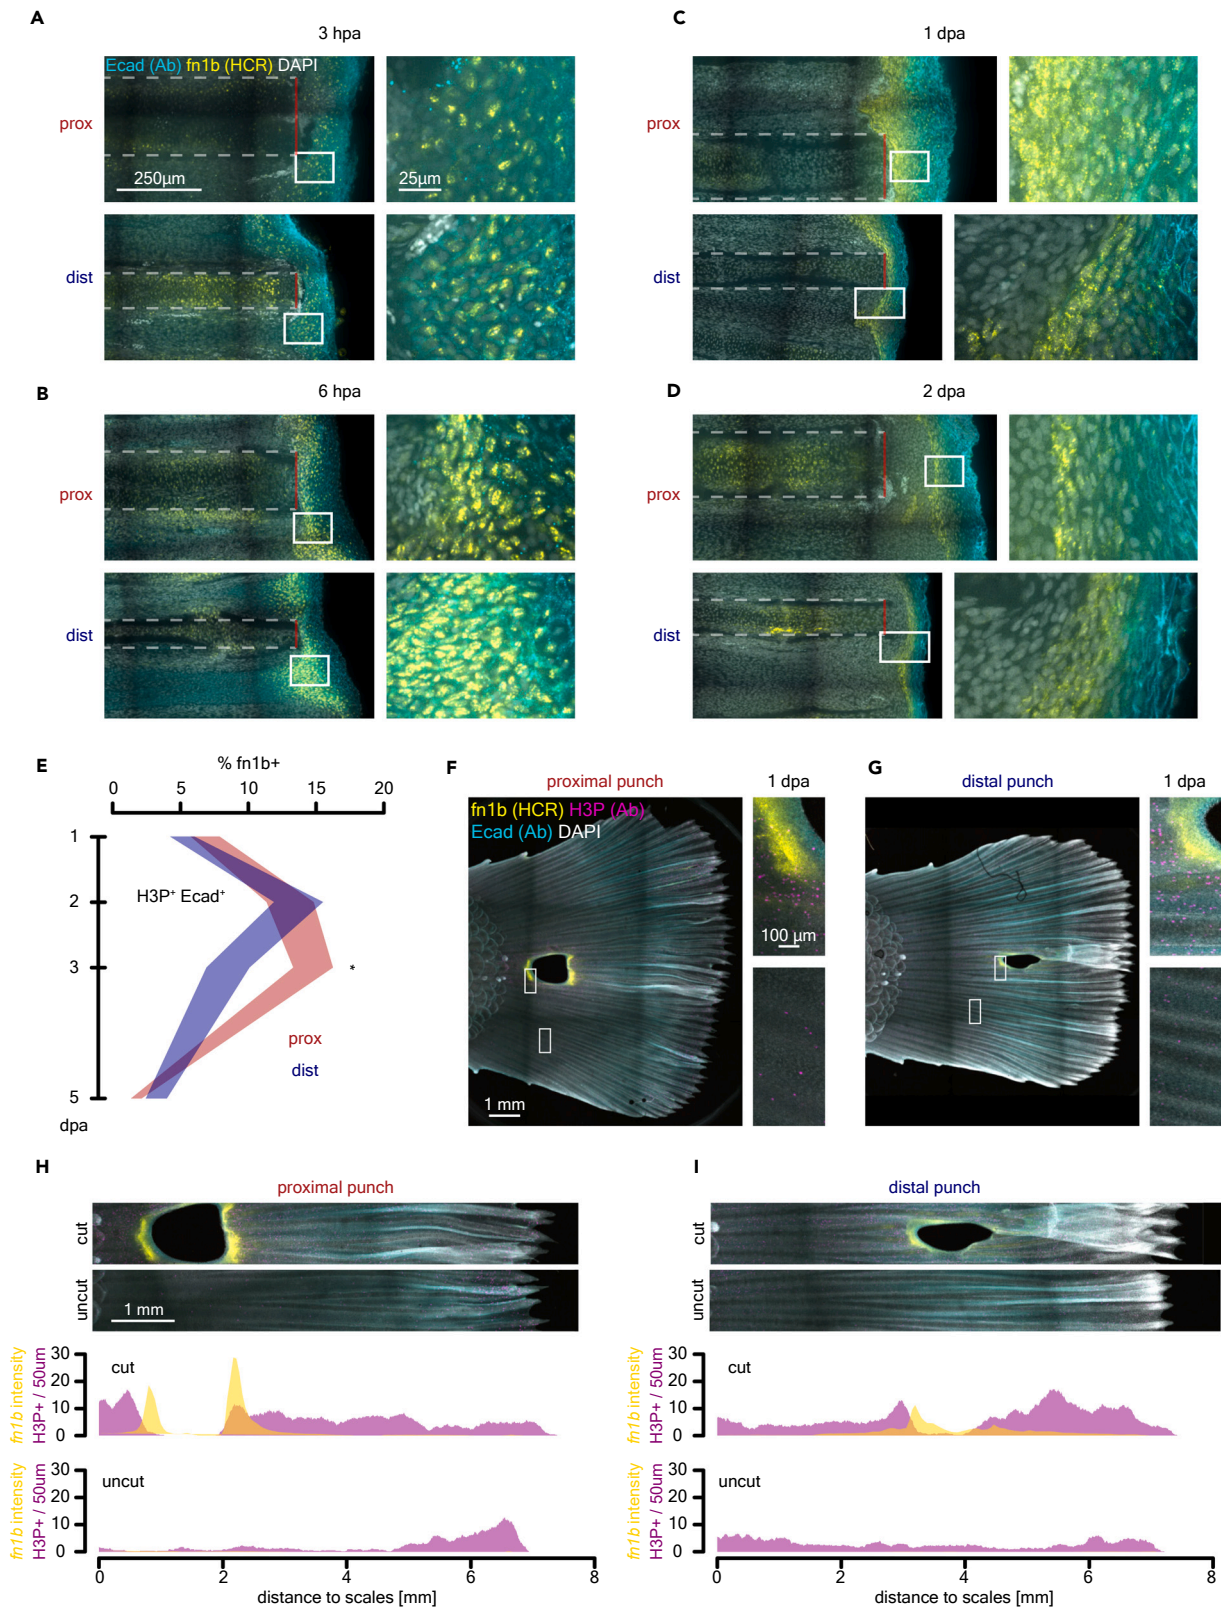 A
3 hpa
Ecad (Ab) fn1b (HCR) DAPI
prox
250µm
25µm
dist
C
1 dpa
prox
dist
B
6 hpa
prox
dist
D
2 dpa
prox
dist
E
% fn1b+
0 5 10 15 20
1
2
3
5
dpa
H3P⁺ Ecad⁺
*
prox
dist
F
proximal punch
1 dpa
fn1b (HCR) H3P (Ab)
Ecad (Ab) DAPI
100 µm
1 mm
G
distal punch
1 dpa
H
proximal punch
cut
uncut
1 mm
fn1b intensity
H3P+ / 50um
30
20
10
0
cut
fn1b intensity
H3P+ / 50um
30
20
10
0
uncut
0 2 4 6 8
distance to scales [mm]
I
distal punch
cut
uncut
fn1b intensity
H3P+ / 50um
30
20
10
0
cut
fn1b intensity
H3P+ / 50um
30
20
10
0
uncut
0 2 4 6 8
distance to scales [mm]